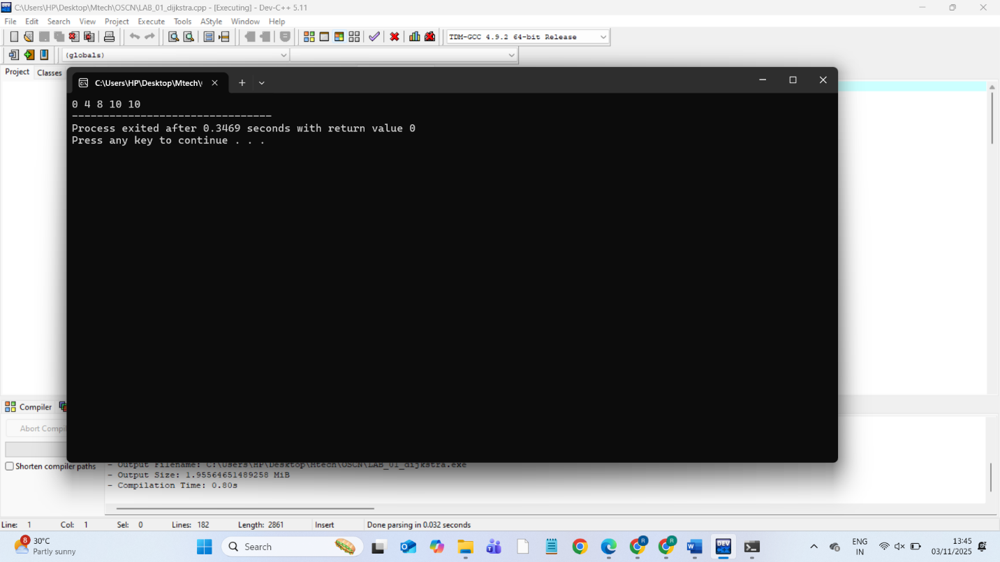 C:\Users\HP\Desktop\Mtech\OSCN\LAB_01_dijkstra.cpp - [Executing] - Dev-C++ 5.11
File Edit Search View Project Execute Tools AStyle Window Help
TDM-GCC 4.9.2 64-bit Release
(globals)
Project Classes
C:\Users\HP\Desktop\Mtech\
0 4 8 10 10
--------------------------------
Process exited after 0.3469 seconds with return value 0
Press any key to continue . . .
Compiler
Abort Compil
Shorten compiler paths
- Output Filename: C:\Users\HP\Desktop\Mtech\OSCN\LAB_01_dijkstra.exe
- Output Size: 1.95564651489258 MiB
- Compilation Time: 0.80s
Line: 1 Col: 1 Sel: 0 Lines: 182 Length: 2861 Insert Done parsing in 0.032 seconds
8
30°C
Partly sunny
Search
R
R
DEV
ENG
IN
13:45
03/11/2025